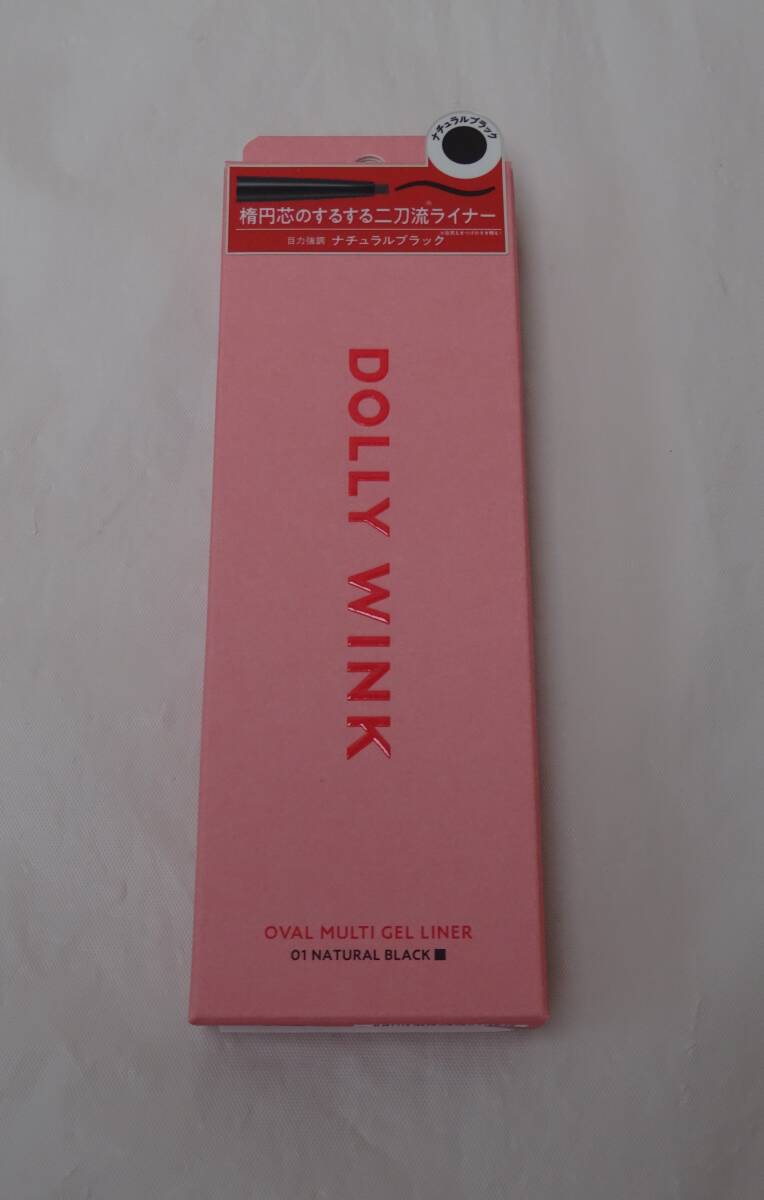 ナチュラルブラック
楕円芯のするする二刀流ライナー
目力強調 ナチュラルブラック
DOLLY WINK
OVAL MULTI GEL LINER
01 NATURAL BLACK